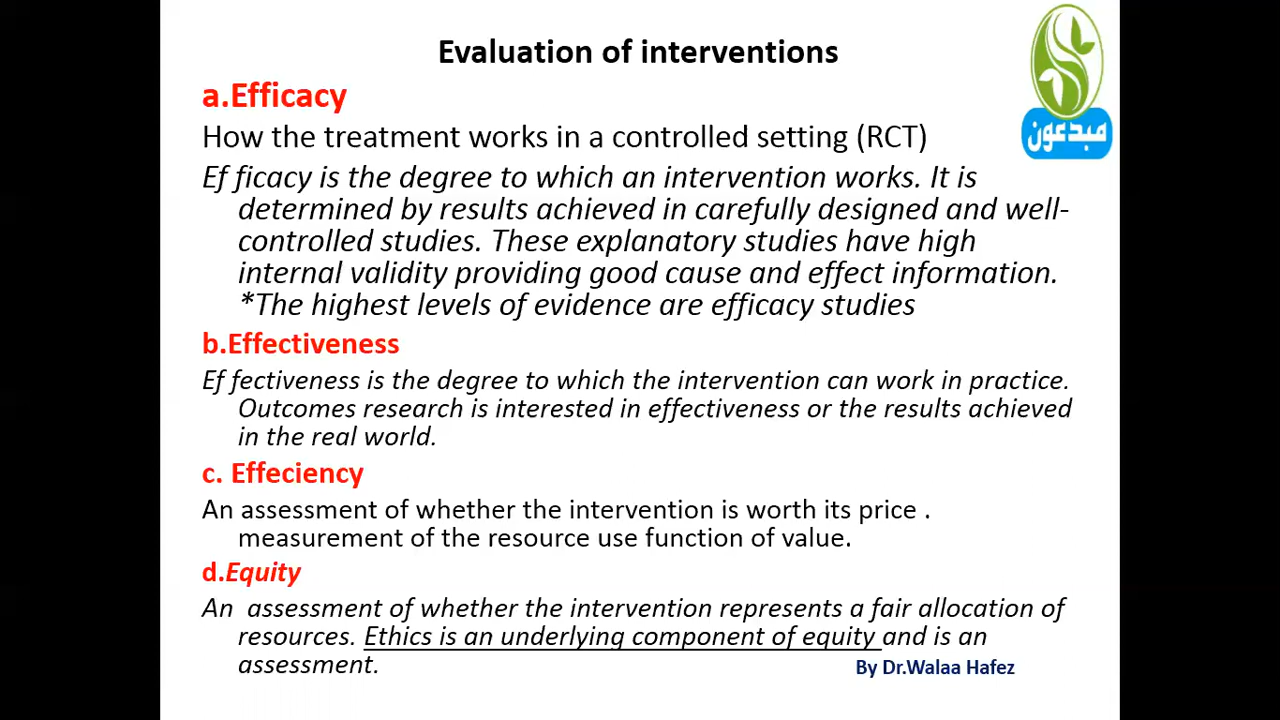 Evaluation of interventions
مبدعون
a.Efficacy
How the treatment works in a controlled setting (RCT)
Ef ficacy is the degree to which an intervention works. It is
determined by results achieved in carefully designed and well-
controlled studies. These explanatory studies have high
internal validity providing good cause and effect information.
*The highest levels of evidence are efficacy studies
b.Effectiveness
Ef fectiveness is the degree to which the intervention can work in practice.
Outcomes research is interested in effectiveness or the results achieved
in the real world.
c. Effeciency
An assessment of whether the intervention is worth its price .
measurement of the resource use function of value.
d.Equity
An assessment of whether the intervention represents a fair allocation of
resources. Ethics is an underlying component of equity and is an
assessment.
By Dr.Walaa Hafez